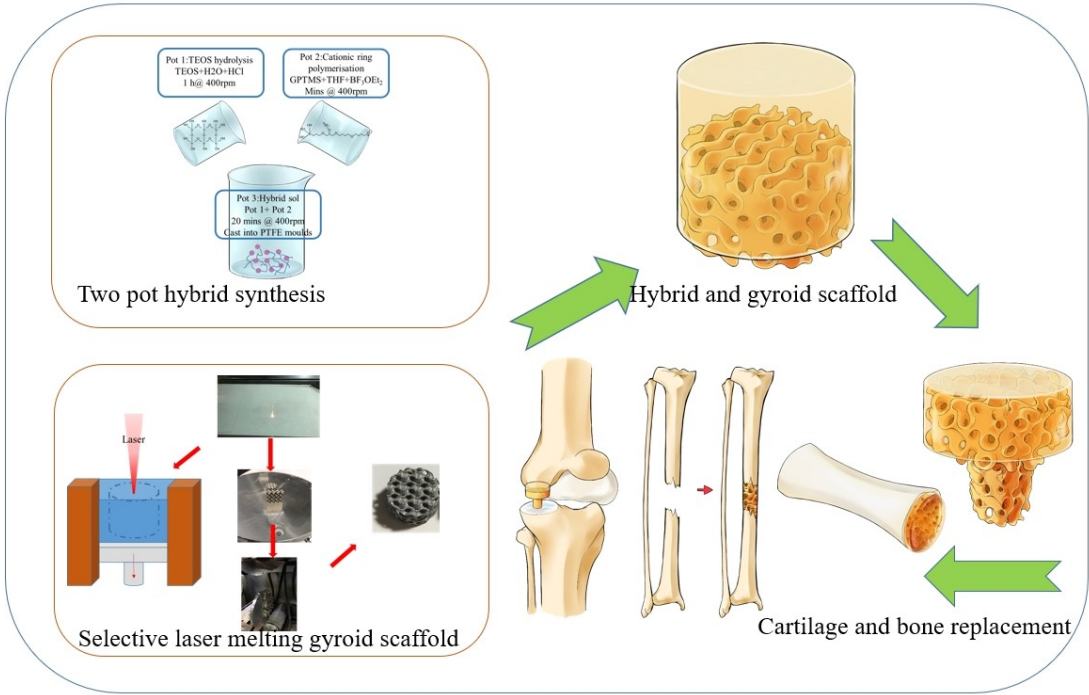 Pot 1:TEOS hydrolysis
TEOS+H2O+HCl
1 h@ 400rpm
Pot 2:Cationic ring
polymerisation
GPTMS+THF+BF3OEt2
Mins @ 400rpm
Pot 3:Hybrid sol
Pot 1+ Pot 2
20 mins @ 400rpm
Cast into PTFE moulds
Two pot hybrid synthesis
Hybrid and gyroid scaffold
Laser
Selective laser melting gyroid scaffold
Cartilage and bone replacement